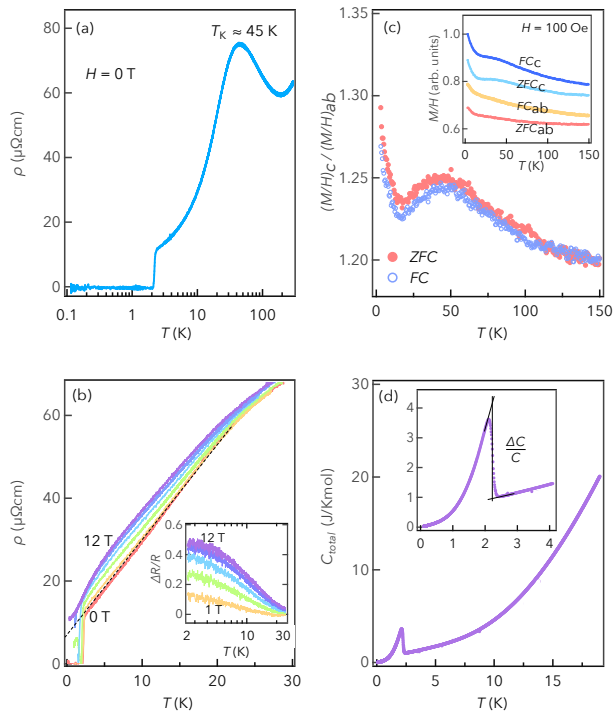 (a)
T_K ≈ 45 K
H = 0 T
ρ (μΩcm)
80
60
40
20
0
0.1
1
10
100
T (K)
(c)
(M/H)c / (M/H)ab
1.30
1.25
1.20
ZFC
FC
0
50
100
150
T (K)
H = 100 Oe
M/H (arb. units)
1.0
0.8
0.6
FCc
ZFCc
FCab
ZFCab
0
50
100
150
T (K)
(b)
ρ (μΩcm)
60
40
20
0
12 T
0 T
0
10
20
30
T (K)
ΔR/R
0.6
0.4
0.2
0
12 T
1 T
2
10
30
T (K)
(d)
C_total (J/Kmol)
30
20
10
0
0
5
10
15
T (K)
4
3
2
1
0
ΔC
C
0
1
2
3
4
T (K)